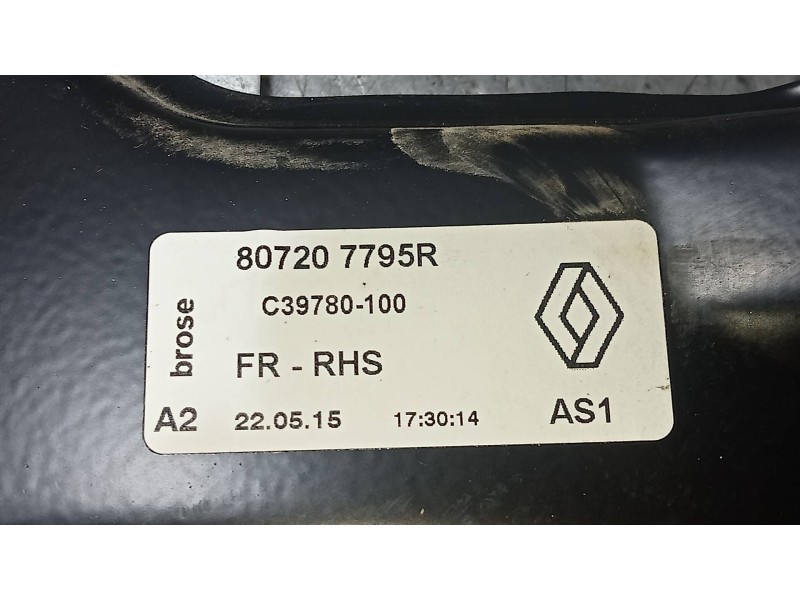 80720 7795R
C39780-100
brose
FR - RHS
A2 22.05.15 17:30:14 AS1